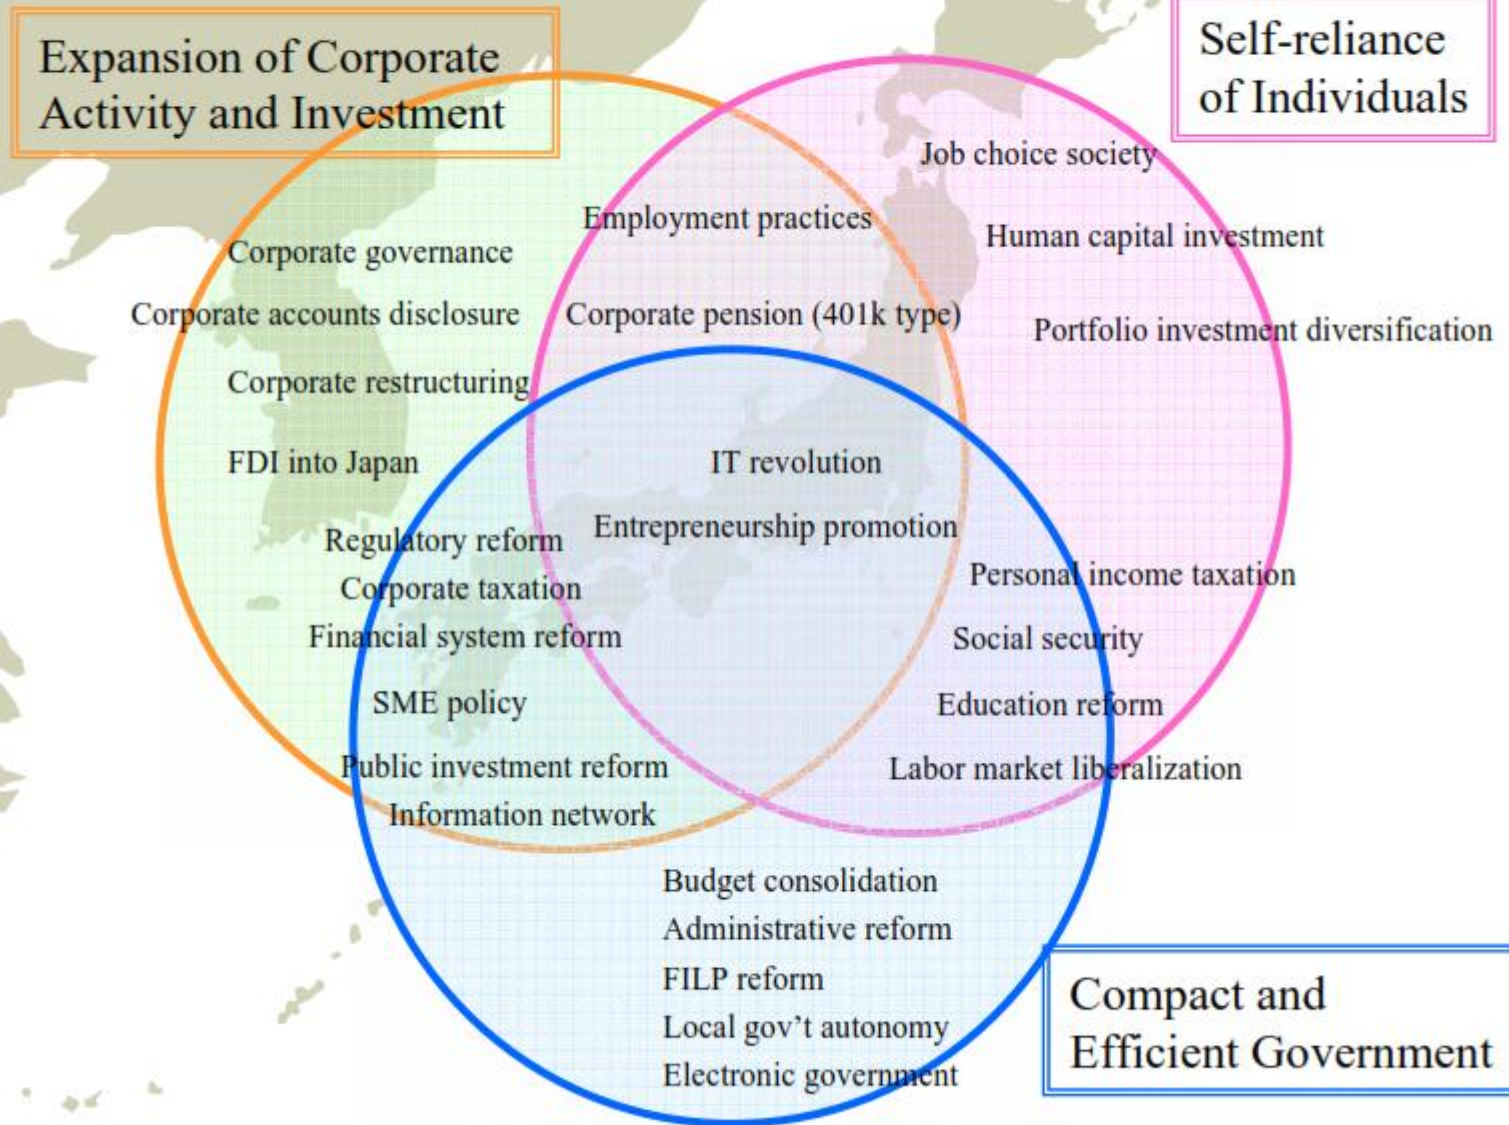 Expansion of Corporate
Activity and Investment
Self-reliance
of Individuals
Job choice society
Employment practices
Human capital investment
Corporate governance
Corporate accounts disclosure
Corporate pension (401k type)
Portfolio investment diversification
Corporate restructuring
FDI into Japan
IT revolution
Entrepreneurship promotion
Regulatory reform
Corporate taxation
Financial system reform
SME policy
Public investment reform
Information network
Personal income taxation
Social security
Education reform
Labor market liberalization
Budget consolidation
Administrative reform
FILP reform
Local gov’t autonomy
Electronic government
Compact and
Efficient Government